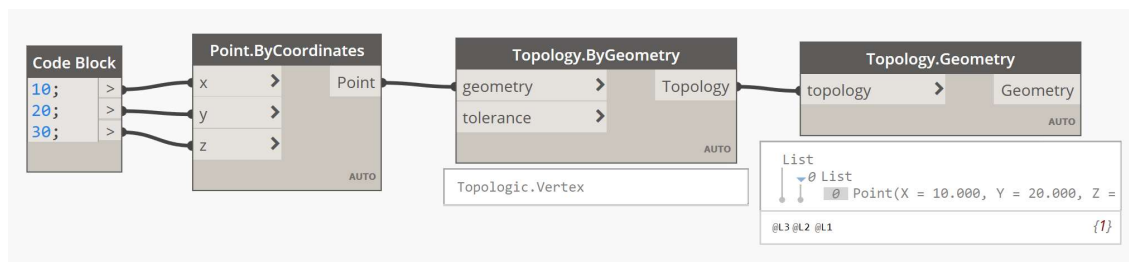 Code Block
10; >
20; >
30; >
Point.ByCoordinates
x > Point
y >
z >
AUTO
Topology.ByGeometry
geometry > Topology
tolerance >
AUTO
Topologic.Vertex
Topology.Geometry
topology > Geometry
AUTO
List
0 List
0 Point(X = 10.000, Y = 20.000, Z =
@L3 @L2 @L1 {1}